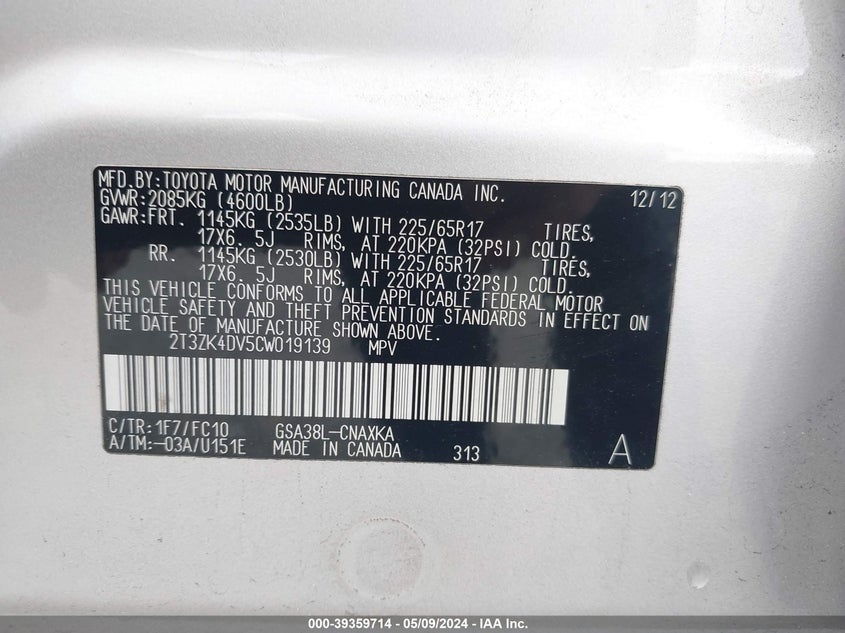 MFD.BY:TOYOTA MOTOR MANUFACTURING CANADA INC. 12/12
GVWR:2085KG (4600LB)
GAWR:FRT. 1145KG (2535LB) WITH 225/65R17 TIRES,
17X6. 5J RIMS, AT 220KPA (32PSI) COLD.
RR. 1145KG (2530LB) WITH 225/65R17 TIRES,
17X6. 5J RIMS, AT 220KPA (32PSI) COLD.
THIS VEHICLE CONFORMS TO ALL APPLICABLE FEDERAL MOTOR
VEHICLE SAFETY AND THEFT PREVENTION STANDARDS IN EFFECT ON
THE DATE OF MANUFACTURE SHOWN ABOVE.
2T3ZK4DV5CW019139 MPV
C/TR:1F7/FC10 GSA38L-CNAXKA
A/TM:-03A/U151E MADE IN CANADA 313 A
000-39359714 - 05/09/2024 - IAA Inc.